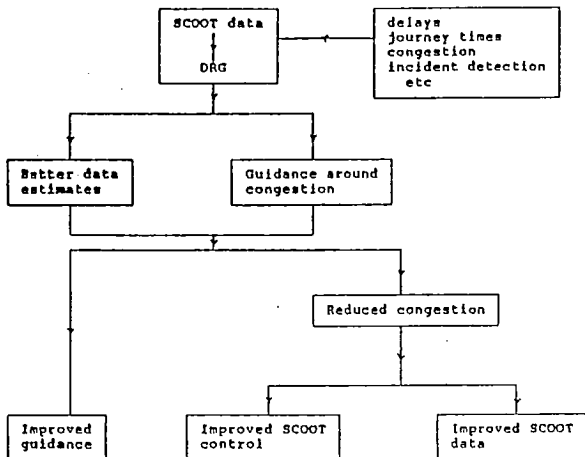 SCOOT data
DRG
delays
journey times
congestion
incident detection
etc
Better data
estimates
Guidance around
congestion
Reduced congestion
Improved
guidance
Improved SCOOT
control
Improved SCOOT
data